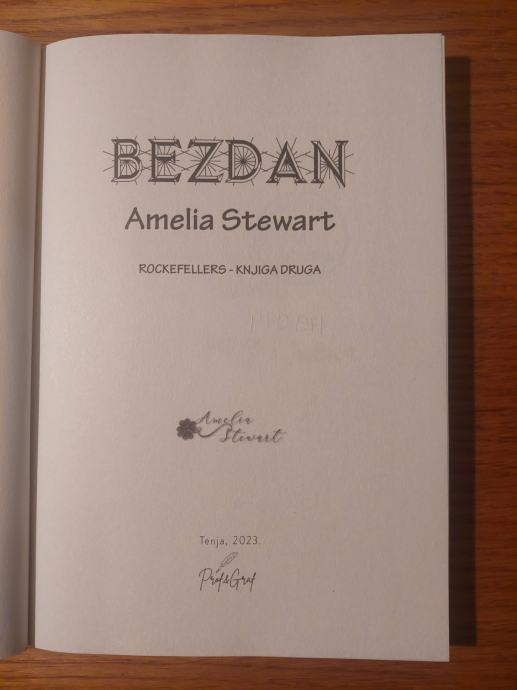 BEZDAN
Amelia Stewart
ROCKEFELLERS - KNJIGA DRUGA
Amelia
Stewart
Tenja, 2023.
Prof&Graf